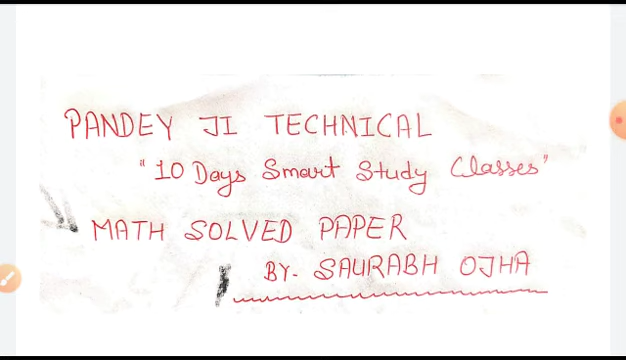 PANDEY JI TECHNICAL
"10 Days Smart Study Classes"
MATH SOLVED PAPER
BY- SAURABH OJHA